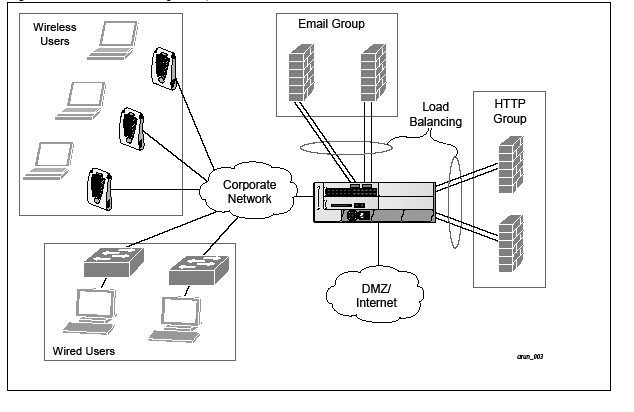 Wireless
Users
Email Group
Load
Balancing
HTTP
Group
Corporate
Network
DMZ/
Internet
Wired Users
arun_003